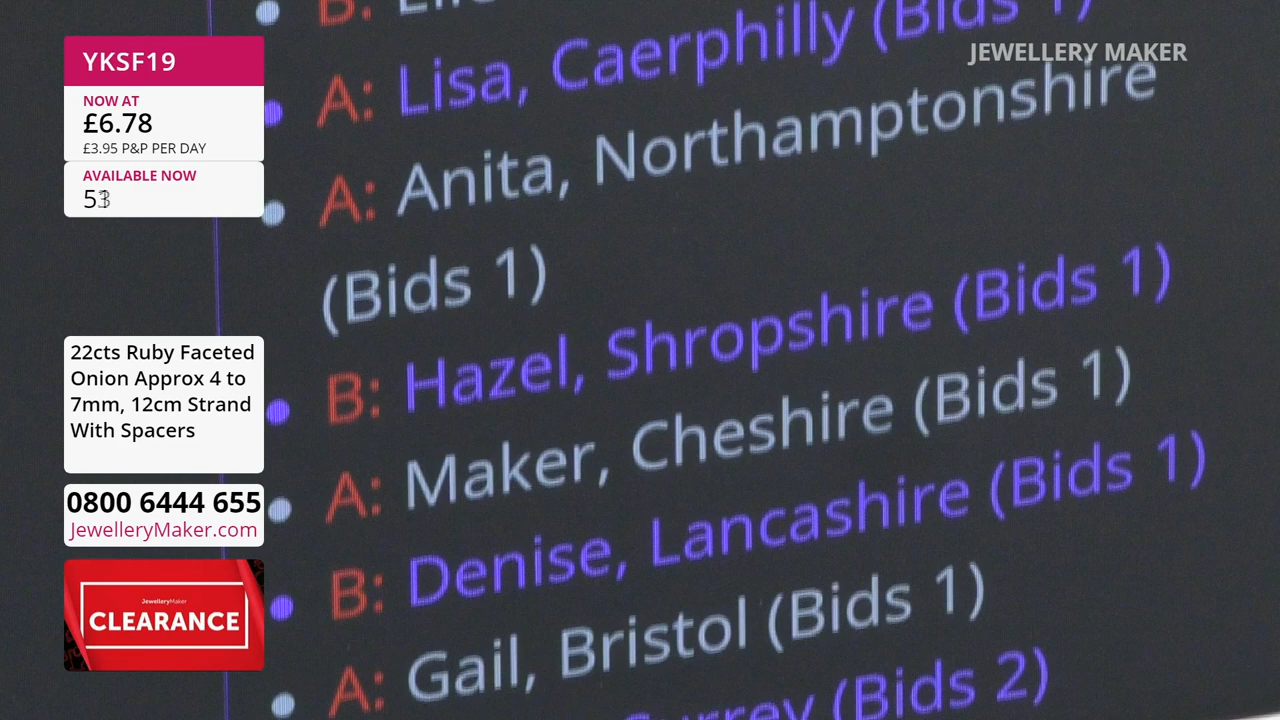 YKSF19
NOW AT
£6.78
£3.95 P&P PER DAY
AVAILABLE NOW
JEWELLERY MAKER
B:
A: Lisa, Caerphilly (Bids 1)
A: Anita, Northamptonshire
(Bids 1)
B: Hazel, Shropshire (Bids 1)
A: Maker, Cheshire (Bids 1)
B: Denise, Lancashire (Bids 1)
A: Gail, Bristol (Bids 1)
(Bids 2)
22cts Ruby Faceted
Onion Approx 4 to
7mm, 12cm Strand
With Spacers
0800 6444 655
JewelleryMaker.com
JewelleryMaker
CLEARANCE